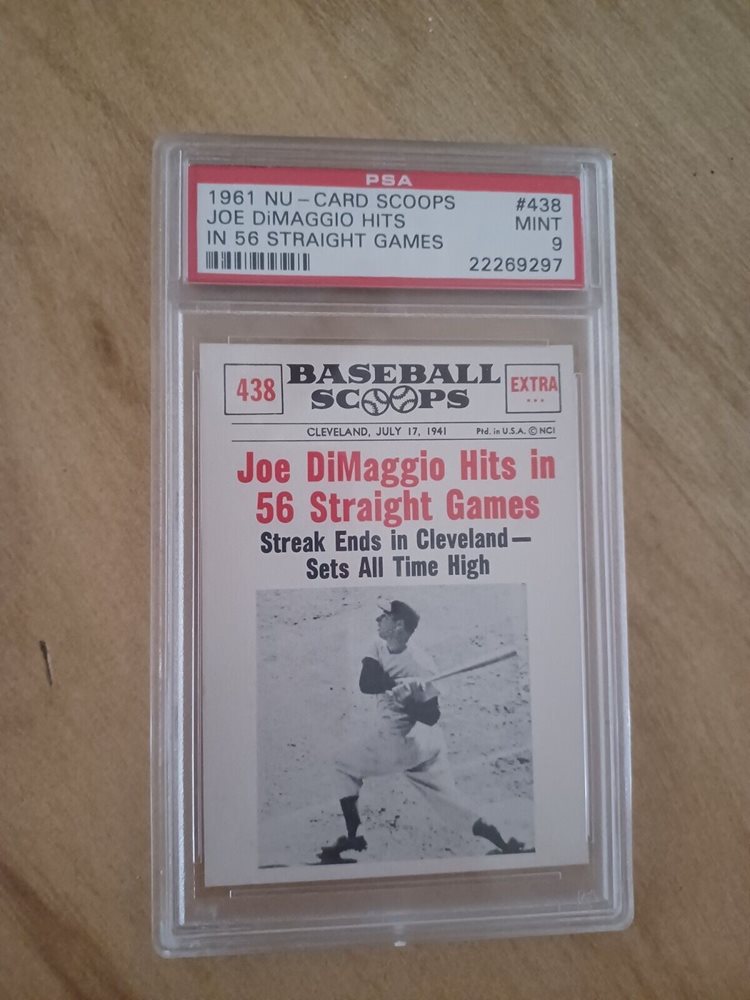 PSA
1961 NU-CARD SCOOPS #438
JOE DiMAGGIO HITS MINT
IN 56 STRAIGHT GAMES 9
22269297
438 BASEBALL SCOOPS EXTRA
CLEVELAND, JULY 17, 1941 Ptd. in U.S.A. © NCI
Joe DiMaggio Hits in
56 Straight Games
Streak Ends in Cleveland—
Sets All Time High